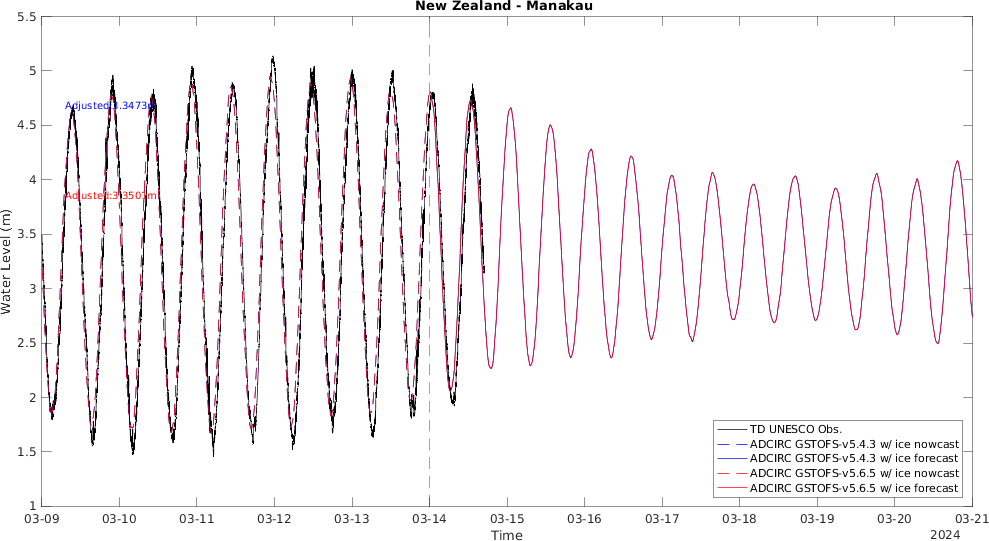 New Zealand - Manakau
5.5
5
4.5
4
3.5
3
2.5
2
1.5
1
Water Level (m)
Adjusted:3.3473m
Adjusted:3.3507m
TD UNESCO Obs.
ADCIRC GSTOFS-v5.4.3 w/ ice nowcast
ADCIRC GSTOFS-v5.4.3 w/ ice forecast
ADCIRC GSTOFS-v5.6.5 w/ ice nowcast
ADCIRC GSTOFS-v5.6.5 w/ ice forecast
03-09 03-10 03-11 03-12 03-13 03-14 03-15 03-16 03-17 03-18 03-19 03-20 03-21
Time
2024